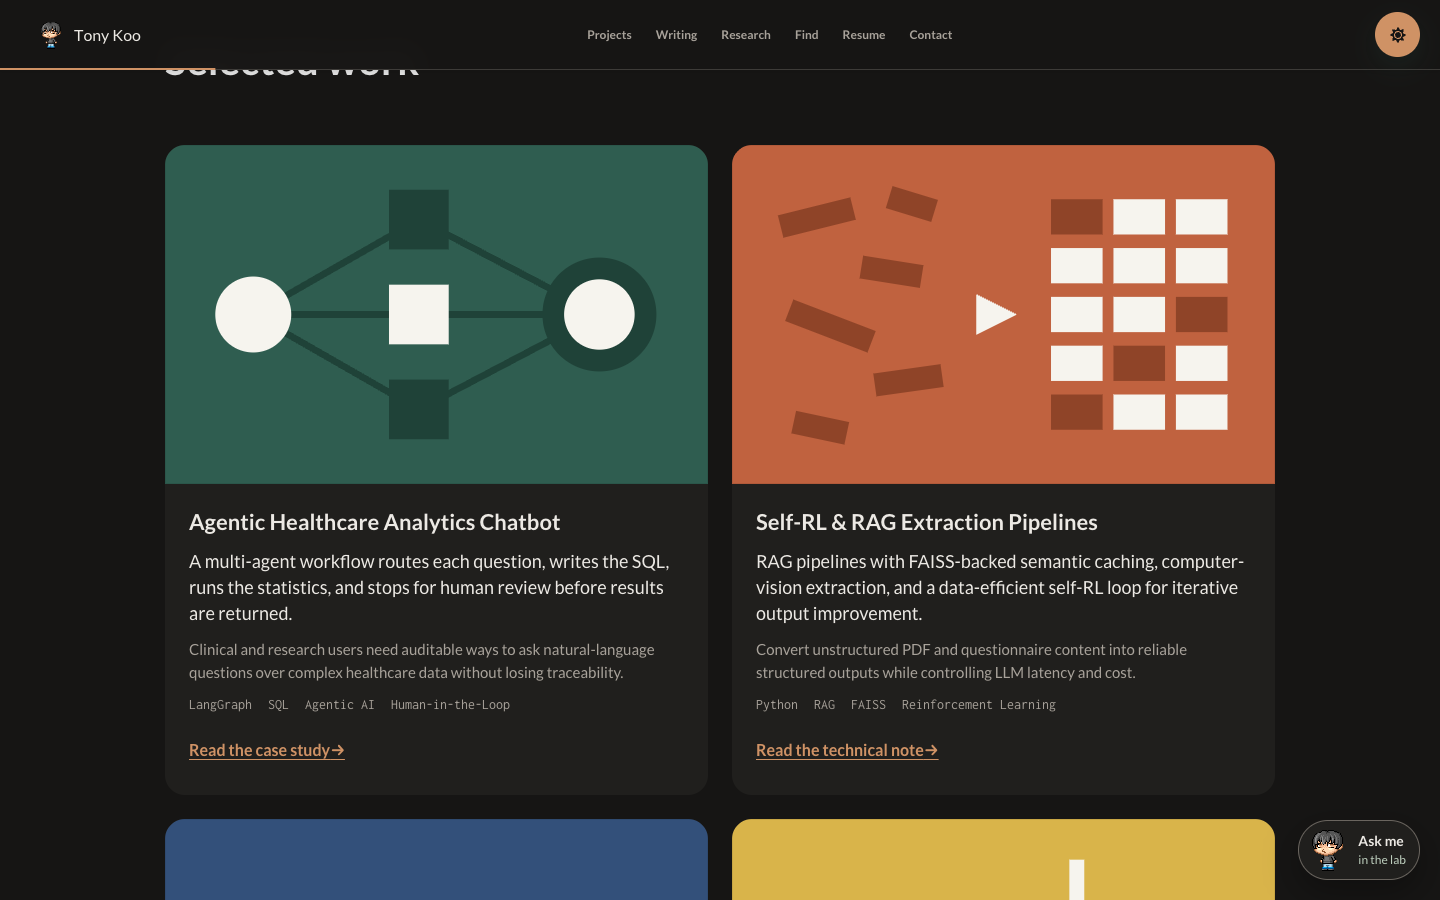 Tony Koo
Projects
Writing
Research
Find
Resume
Contact
Selected work
Agentic Healthcare Analytics Chatbot
A multi-agent workflow routes each question, writes the SQL,
runs the statistics, and stops for human review before results
are returned.
Clinical and research users need auditable ways to ask natural-language
questions over complex healthcare data without losing traceability.
LangGraph SQL Agentic AI Human-in-the-Loop
Read the case study→
Self-RL & RAG Extraction Pipelines
RAG pipelines with FAISS-backed semantic caching, computer-
vision extraction, and a data-efficient self-RL loop for iterative
output improvement.
Convert unstructured PDF and questionnaire content into reliable
structured outputs while controlling LLM latency and cost.
Python RAG FAISS Reinforcement Learning
Read the technical note→
Ask me
in the lab